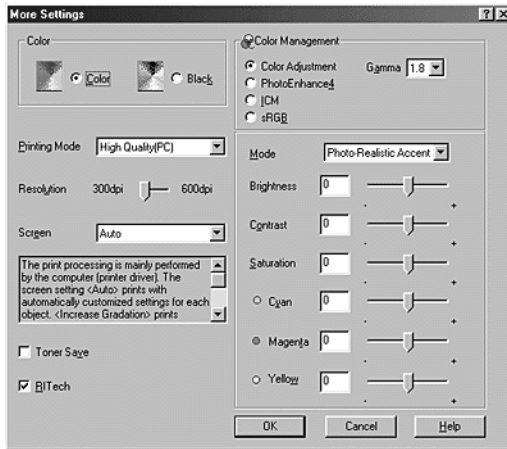 More Settings
Color
Color
Black
Printing Mode
High Quality(PC)
Resolution
300dpi
600dpi
Screen
Auto
The print processing is mainly performed
by the computer (printer driver). The
screen setting <Auto> prints with
automatically customized settings for each
object. <Increase Gradation> prints
Toner Save
RITech
Color Management
Color Adjustment
PhotoEnhance4
ICM
sRGB
Gamma
1.8
Mode
Photo-Realistic Accent
Brightness
0
- +
Contrast
0
- +
Saturation
0
- +
Cyan
0
- +
Magenta
0
- +
Yellow
0
- +
OK
Cancel
Help